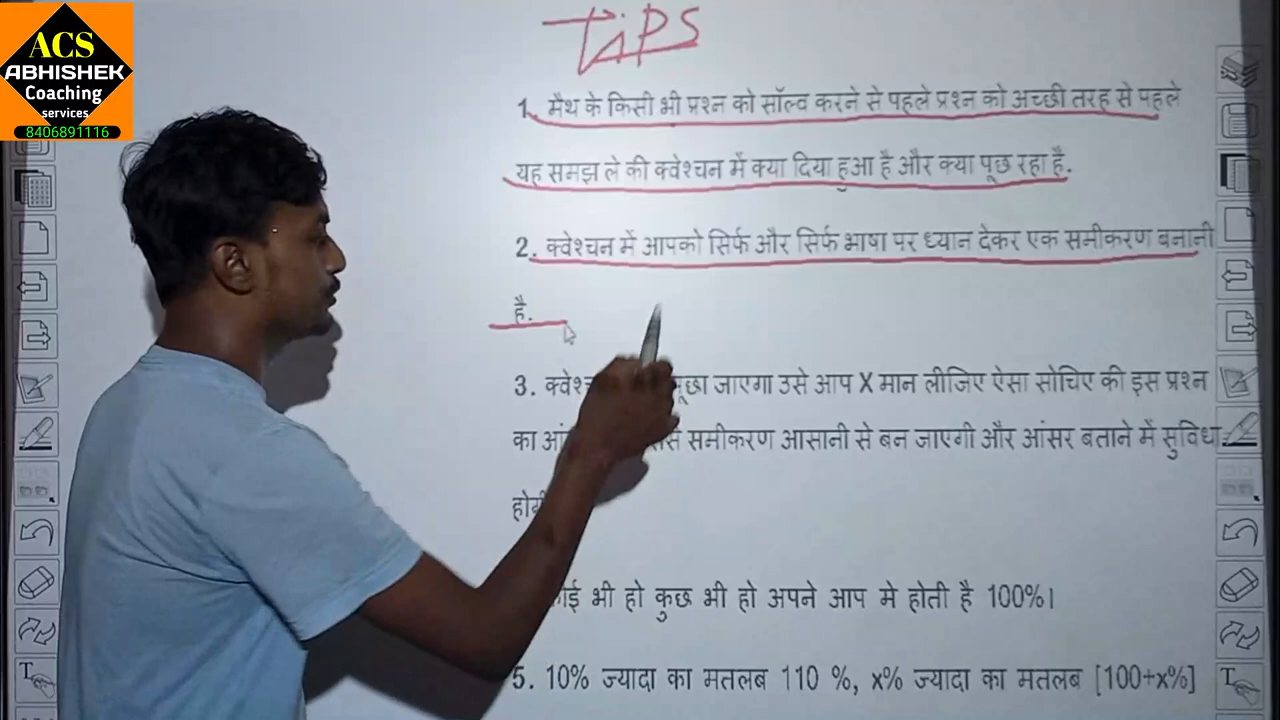 ACS
ABHISHEK
Coaching
services
8406891116
TiPS
1. मैथ के किसी भी प्रश्न को सॉल्व करने से पहले प्रश्न को अच्छी तरह से पहले
यह समझ ले की क्वेश्चन में क्या दिया हुआ है और क्या पूछ रहा है.
2. क्वेश्चन में आपको सिर्फ और सिर्फ भाषा पर ध्यान देकर एक समीकरण बनानी
है.
3. जाएगा उसे आप X मान लीजिए ऐसा सोचिए की इस प्रश्न
का समीकरण आसानी से बन जाएगी और आंसर बताने में सुविधा
भी हो कुछ भी हो अपने आप मे होती है 100%।
5. 10% ज्यादा का मतलब 110 %, x% ज्यादा का मतलब [100+x%]